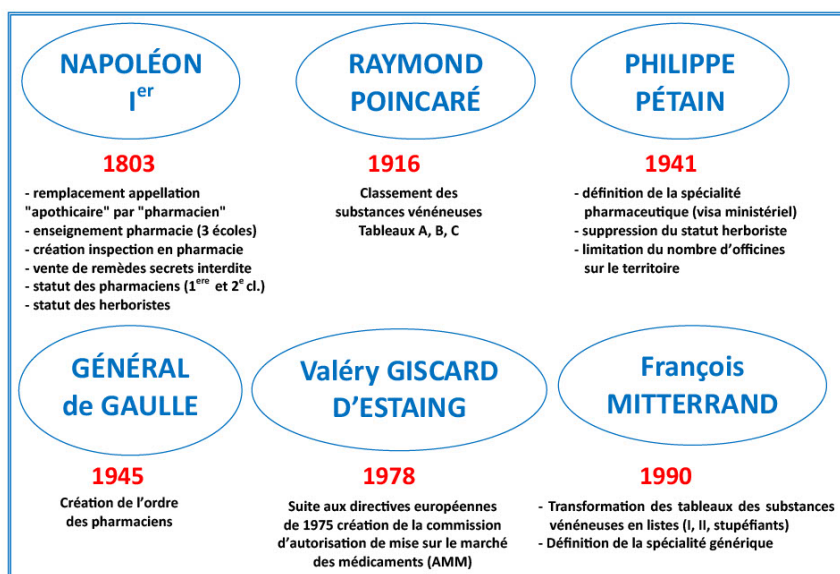 NAPOLÉON
Ier
1803
- remplacement appellation
"apothicaire" par "pharmacien"
- enseignement pharmacie (3 écoles)
- création inspection en pharmacie
- vente de remèdes secrets interdite
- statut des pharmaciens (1ere et 2e cl.)
- statut des herboristes
RAYMOND
POINCARÉ
1916
Classement des
substances vénéneuses
Tableaux A, B, C
PHILIPPE
PÉTAIN
1941
- définition de la spécialité
pharmaceutique (visa ministériel)
- suppression du statut herboriste
- limitation du nombre d’officines
sur le territoire
GÉNÉRAL
de GAULLE
1945
Création de l’ordre
des pharmaciens
Valéry GISCARD
D’ESTAING
1978
Suite aux directives européennes
de 1975 création de la commission
d’autorisation de mise sur le marché
des médicaments (AMM)
François
MITTERRAND
1990
- Transformation des tableaux des substances
vénéneuses en listes (I, II, stupéfiants)
- Définition de la spécialité générique